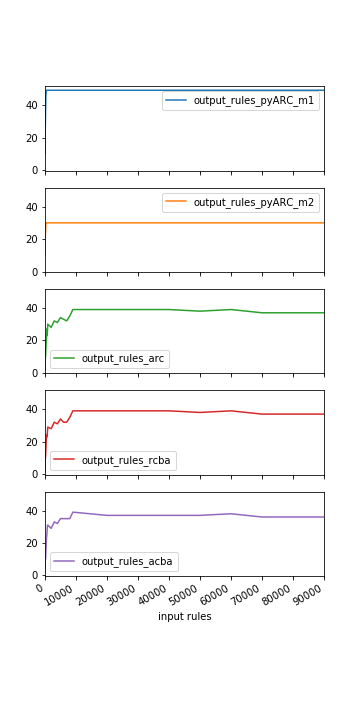 40
20
0
output_rules_pyARC_m1
40
20
0
output_rules_pyARC_m2
40
20
0
output_rules_arc
40
20
0
output_rules_rcba
40
20
0
output_rules_acba
0 10000 20000 30000 40000 50000 60000 70000 80000 90000
input rules